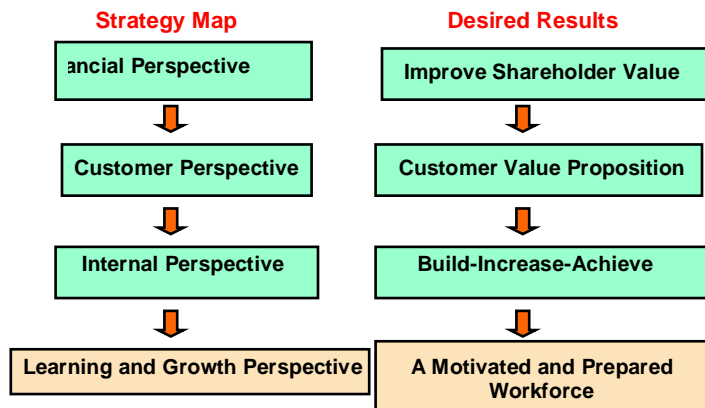 Strategy Map
Desired Results
ancial Perspective
Improve Shareholder Value
Customer Perspective
Customer Value Proposition
Internal Perspective
Build-Increase-Achieve
Learning and Growth Perspective
A Motivated and Prepared
Workforce